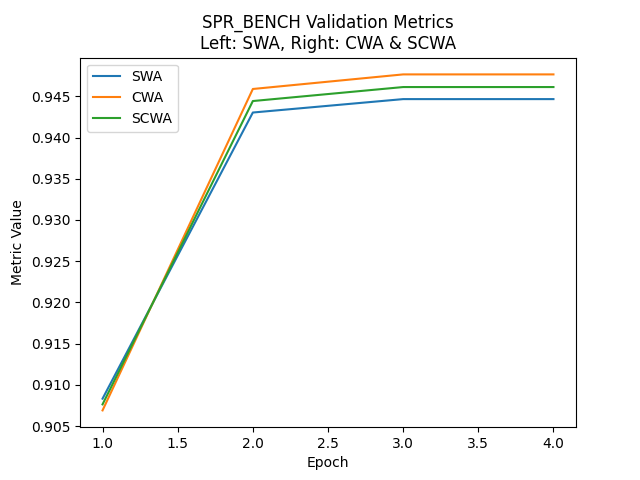 SPR_BENCH Validation Metrics
Left: SWA, Right: CWA & SCWA
SWA
CWA
SCWA
Metric Value
0.945
0.940
0.935
0.930
0.925
0.920
0.915
0.910
0.905
1.0 1.5 2.0 2.5 3.0 3.5 4.0
Epoch